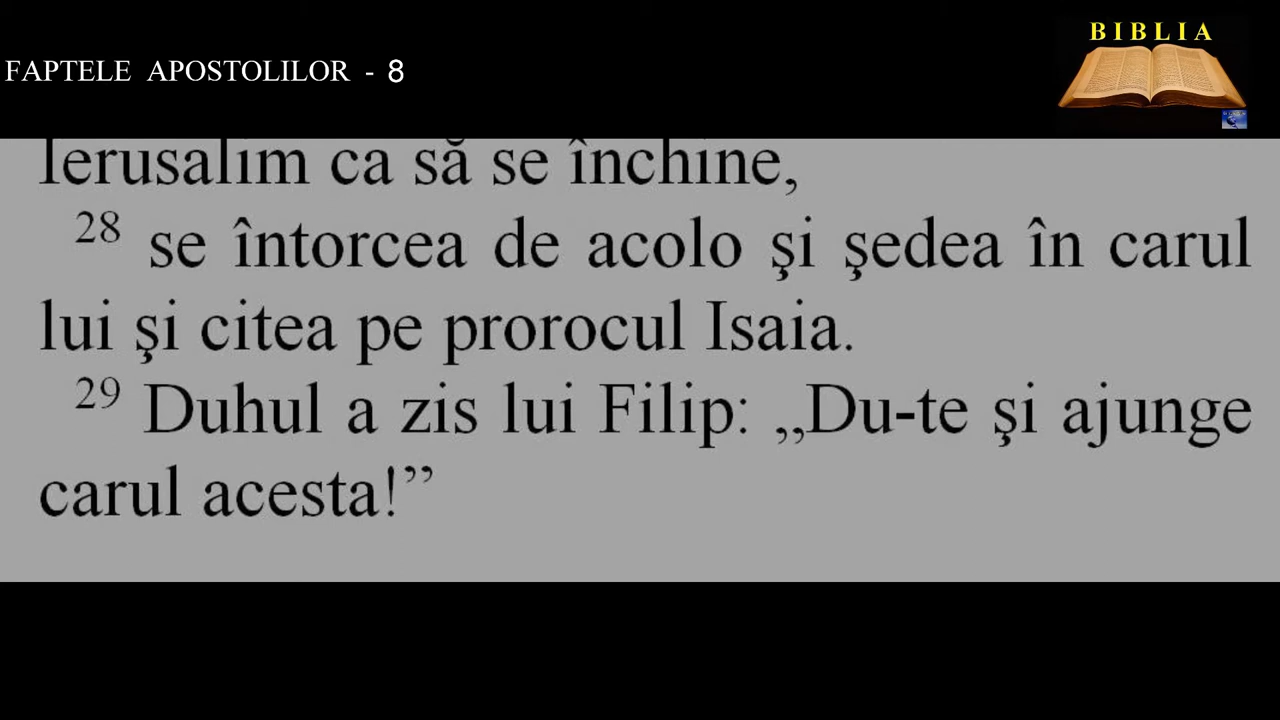 BIBLIA
FAPTELE APOSTOLILOR - 8
Ierusalim ca să se închine,
28 se întorcea de acolo şi şedea în carul
lui şi citea pe prorocul Isaia.
29 Duhul a zis lui Filip: „Du-te şi ajunge
carul acesta!”